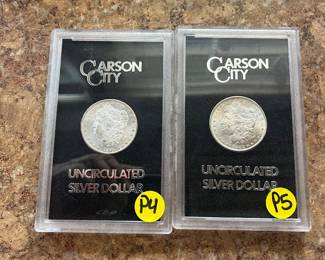 CARSON
CITY
UNCIRCULATED
SILVER DOLLAR
P4
CARSON
CITY
UNCIRCULATED
SILVER DOLLAR
P5